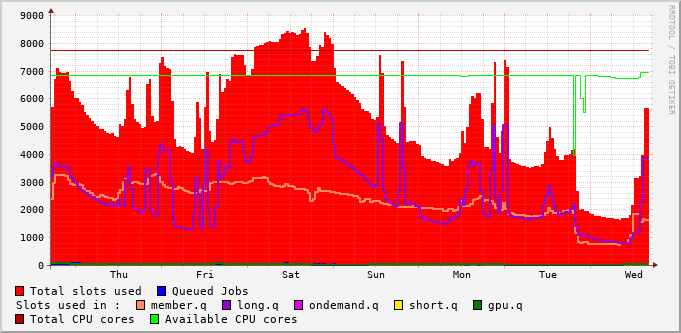 9000
8000
7000
6000
5000
4000
3000
2000
1000
0
Thu Fri Sat Sun Mon Tue Wed
Total slots used Queued Jobs
Slots used in : member.q long.q ondemand.q short.q gpu.q
Total CPU cores Available CPU cores
RRDTOOL / TOBI OETIKER